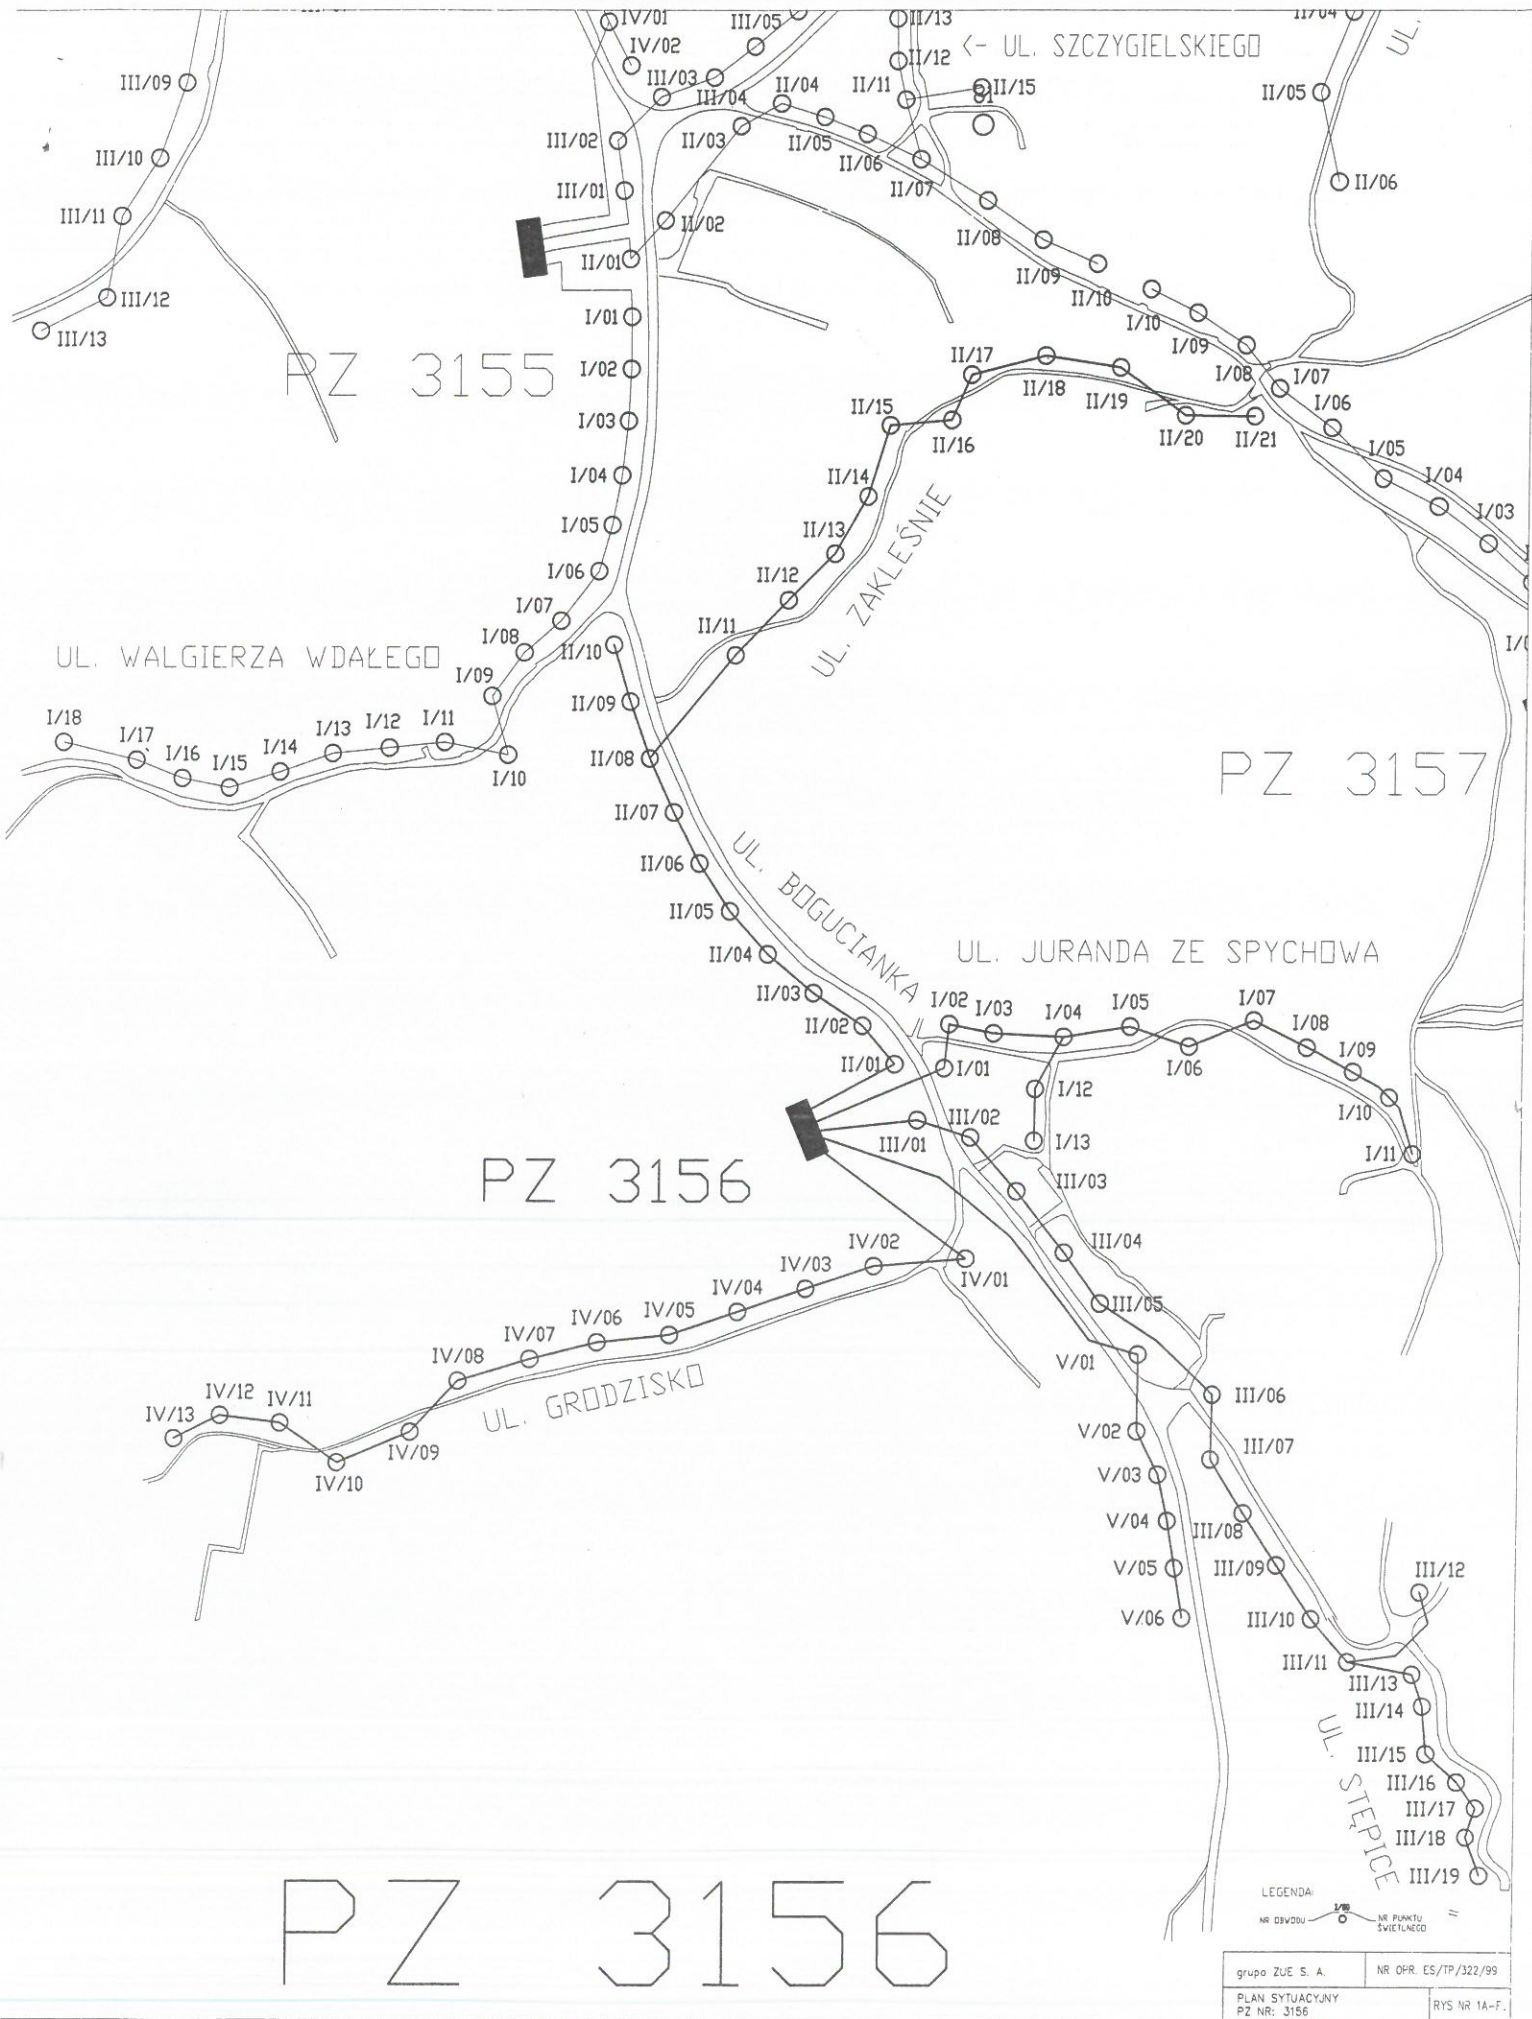 IV/01
III/05
II/13
II/04
UL.
<- UL. SZCZYGIELSKIEGO
IV/02
II/12
III/09
III/03
II/04
II/11
II/15
II/05
III/04
III/02
II/03
II/05
II/06
III/10
II/07
II/06
III/01
III/11
II/02
II/08
II/01
II/09
III/12
II/10
III/13
I/01
I/10
I/09
PZ 3155
I/02
II/17
II/18
II/19
I/08
I/07
I/06
I/03
II/15
II/16
II/20
II/21
I/05
I/04
I/04
II/14
I/03
I/05
II/13
UL. ZAKLEŚNIE
I/06
II/12
I/07
I/08
II/10
II/11
UL. WALGIERZA WDAŁEGO
I/09
II/09
I/18
I/17
I/16
I/15
I/14
I/13
I/12
I/11
I/10
II/08
PZ 3157
II/07
II/06
UL. BOGUCIANKA
II/05
II/04
UL. JURANDA ZE SPYCHOWA
II/03
II/02
I/02
I/03
I/04
I/05
I/07
I/08
II/01
I/01
I/06
I/09
I/12
I/10
III/01
III/02
I/13
I/11
PZ 3156
III/03
III/04
IV/03
IV/02
IV/01
IV/04
III/05
IV/06
IV/05
IV/07
V/01
IV/08
III/06
UL. GRODZISKO
IV/13
IV/12
IV/11
IV/10
IV/09
V/02
III/07
V/03
V/04
III/08
V/05
III/09
III/12
V/06
III/10
III/11
III/13
III/14
UL. STĘPICE
III/15
III/16
III/17
III/18
III/19
PZ 3156
LEGENDA:
NR OBWODU
NR PUNKTU
ŚWIETLNEGO
grupa ZUE S. A.
NR OPR. ES/TP/322/99
PLAN SYTUACYJNY
PZ NR: 3156
RYS NR 1A-F.